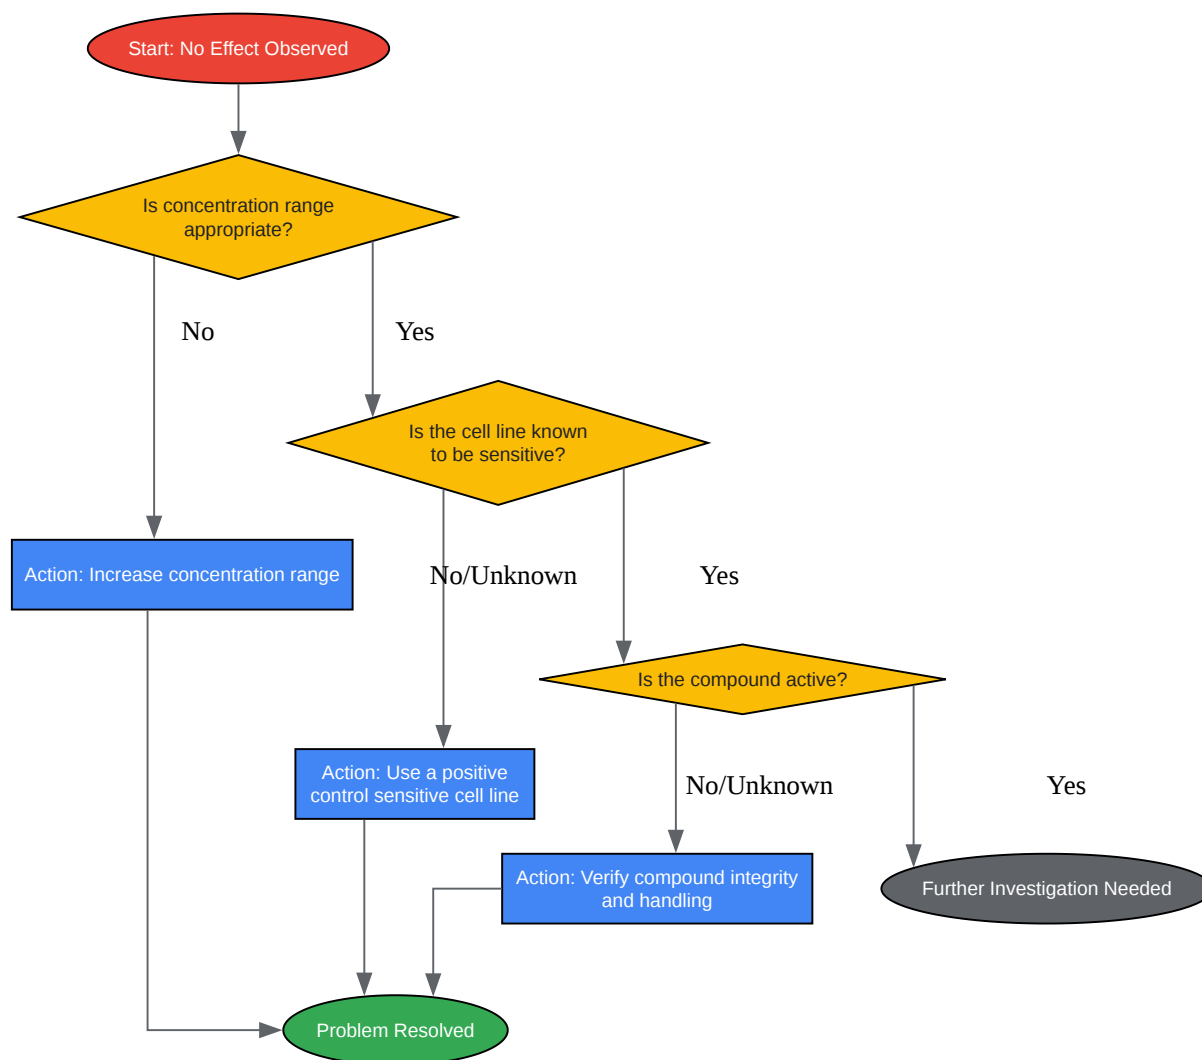 Start: No Effect Observed
Is concentration range
appropriate?
No
Yes
Is the cell line known
to be sensitive?
Action: Increase concentration range
No/Unknown
Yes
Is the compound active?
Action: Use a positive
control sensitive cell line
No/Unknown
Yes
Action: Verify compound integrity
and handling
Further Investigation Needed
Problem Resolved